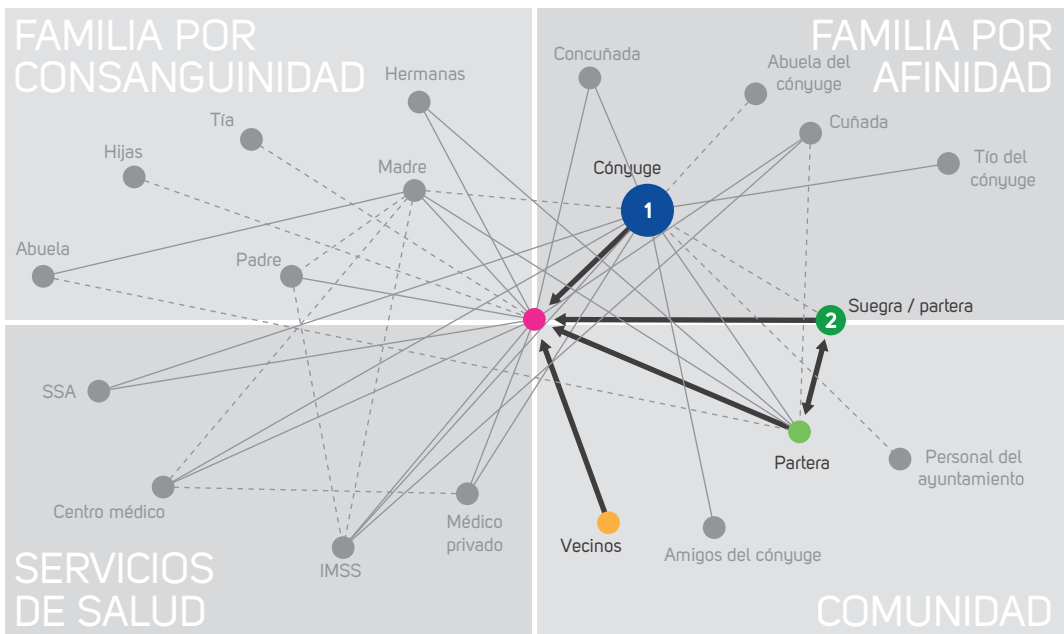 FAMILIA POR
CONSANGUINIDAD
FAMILIA POR
AFINIDAD
Hermanas
Tía
Hijas
Madre
Abuela
Padre
Concuñada
Abuela del
cónyuge
Cuñada
Cónyuge
Tío del
cónyuge
1
Suegra / partera
2
SSA
Centro médico
IMSS
Médico
privado
SERVICIOS
DE SALUD
Partera
Personal del
ayuntamiento
Vecinos
Amigos del cónyuge
COMUNIDAD